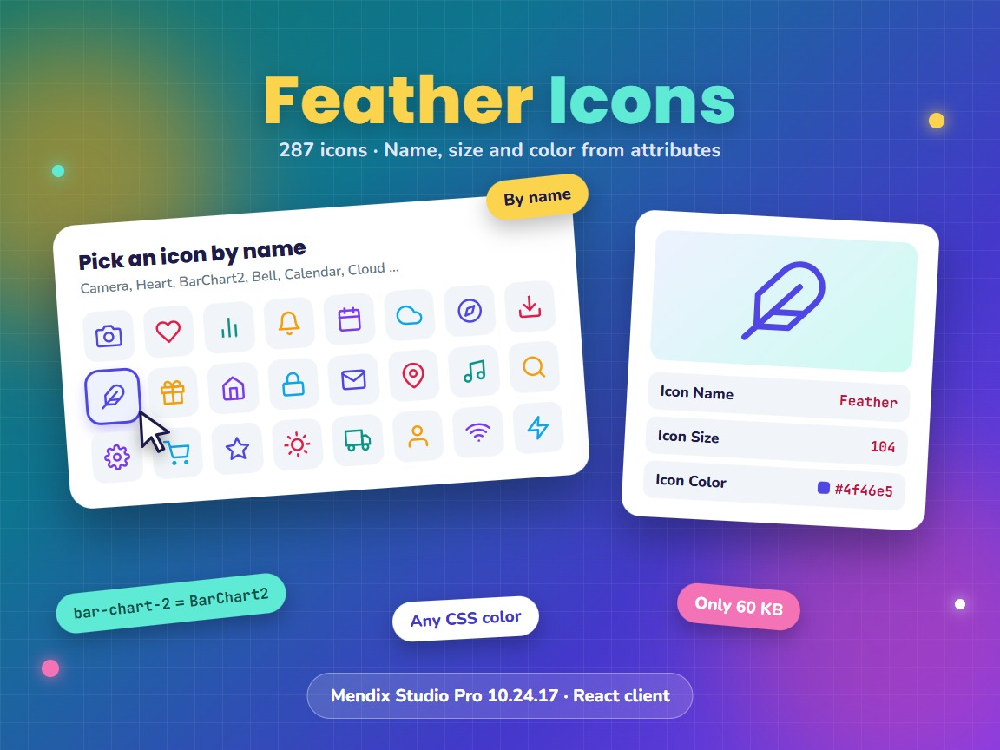 Feather Icons
287 icons · Name, size and color from attributes
By name
Pick an icon by name
Camera, Heart, BarChart2, Bell, Calendar, Cloud ...
Icon Name
Feather
Icon Size
104
Icon Color
#4f46e5
bar-chart-2 = BarChart2
Any CSS color
Only 60 KB
Mendix Studio Pro 10.24.17 · React client